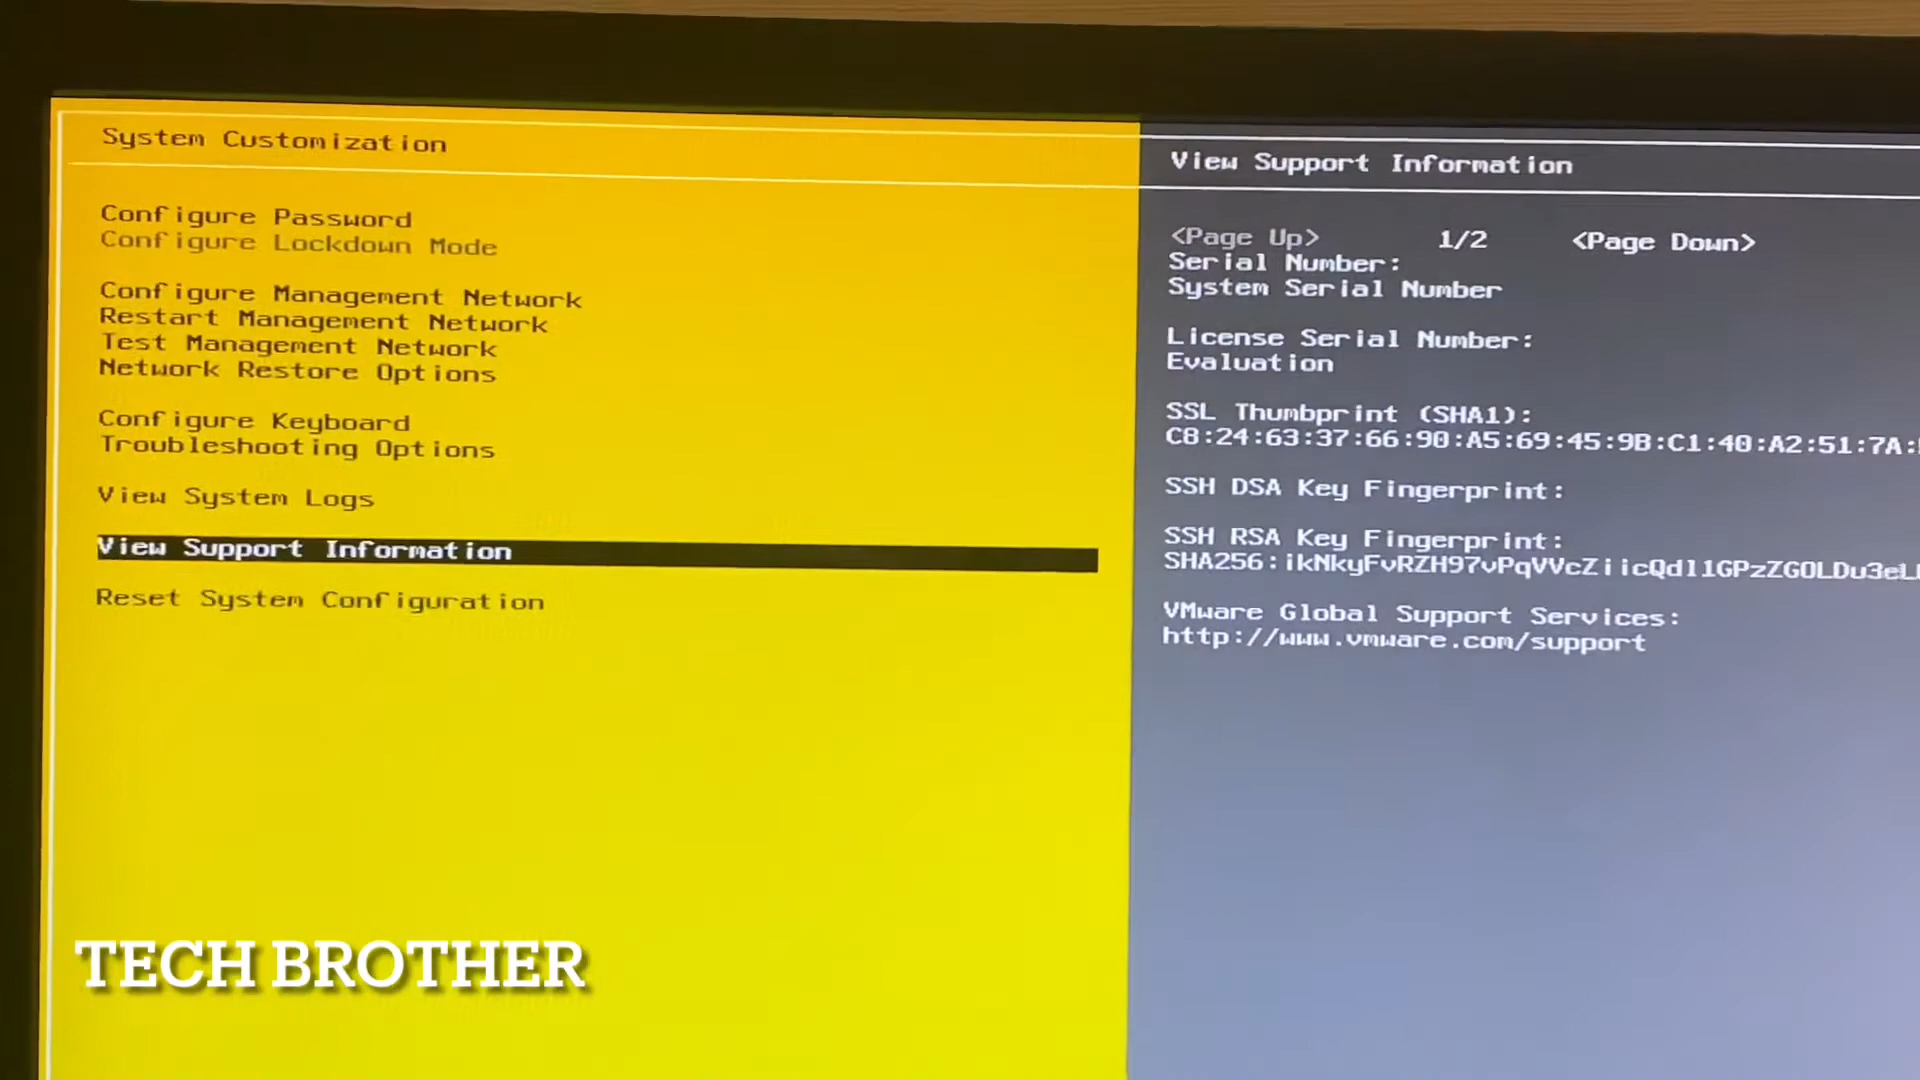 System Customization
Configure Password
Configure Lockdown Mode
Configure Management Network
Restart Management Network
Test Management Network
Network Restore Options
Configure Keyboard
Troubleshooting Options
View System Logs
View Support Information
Reset System Configuration
View Support Information
<Page Up> 1/2 <Page Down>
Serial Number:
System Serial Number
License Serial Number:
Evaluation
SSL Thumbprint (SHA1):
C8:24:63:37:66:90:A5:69:45:9B:C1:40:A2:51:7A:
SSH DSA Key Fingerprint:
SSH RSA Key Fingerprint:
SHA256:ikNkyFvRZH97vPqVVcZiicQdl1GPzZGOLDu3eL
VMware Global Support Services:
http://www.vmware.com/support
TECH BROTHER